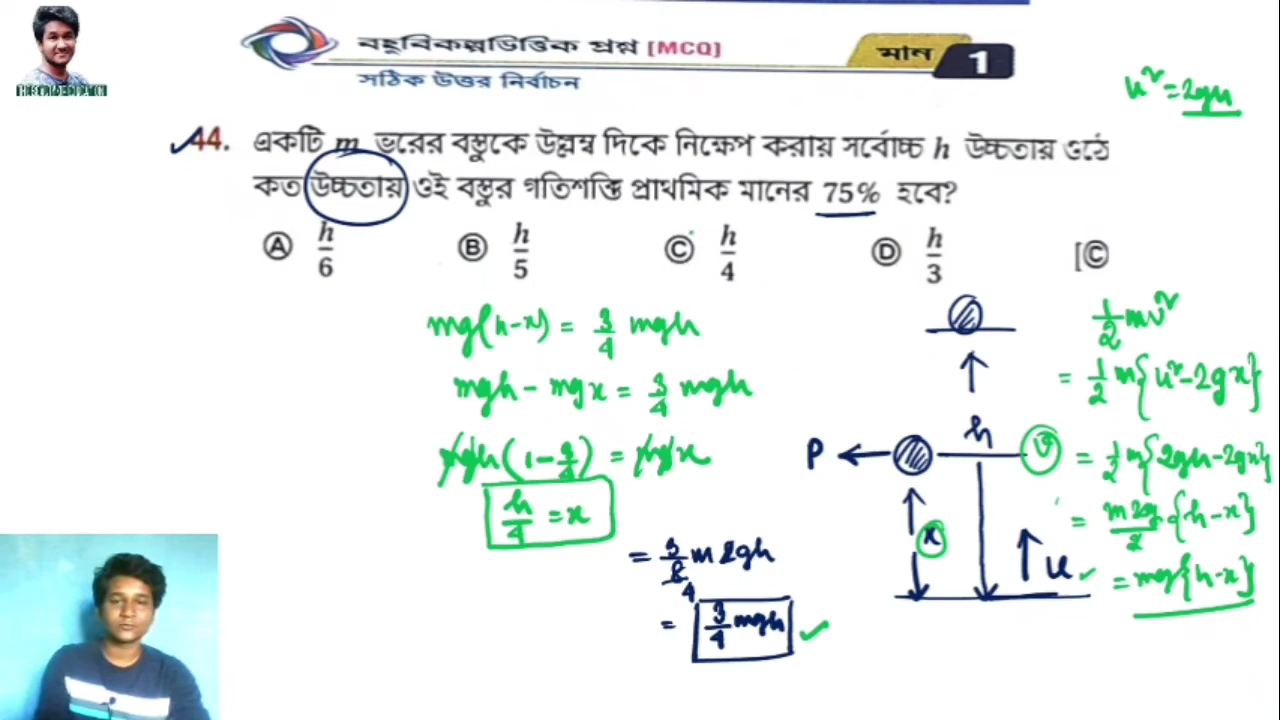 বহুবিকল্পভিত্তিক প্রশ্ন [MCQ]
মান 1
সঠিক উত্তর নির্বাচন
u² = 2gh
44. একটি m ভরের বস্তুকে উল্লম্ব দিকে নিক্ষেপ করায় সর্বোচ্চ h উচ্চতায় ওঠে
কত উচ্চতায় ওই বস্তুর গতিশক্তি প্রাথমিক মানের 75% হবে?
Ⓐ h/6 Ⓑ h/5 Ⓒ h/4 Ⓓ h/3 [Ⓒ
mg(h-x) = 3/4 mgh
mgh - mgx = 3/4 mgh
mgh (1 - 3/4) = mgx
h/4 = x
= 3/8 m 2gh
4
= 3/4 mgh
P
h
v
x
u
1/2 mv²
= 1/2 m{u² - 2gx}
= 1/2 m{2gh - 2gx}
= m2g/2 {h - x}
= mg{h - x}